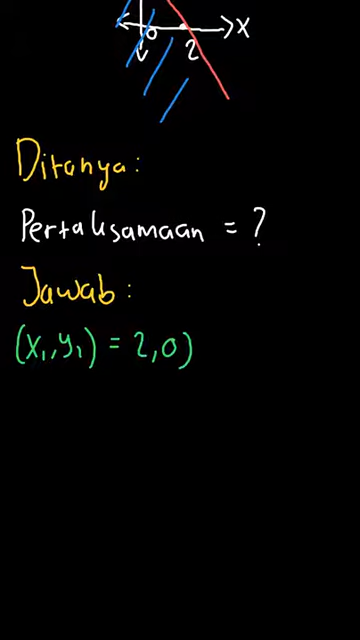 X
0
2
Ditanya:
Pertaksamaan = ?
Jawab:
(x₁,y₁) = 2,0)